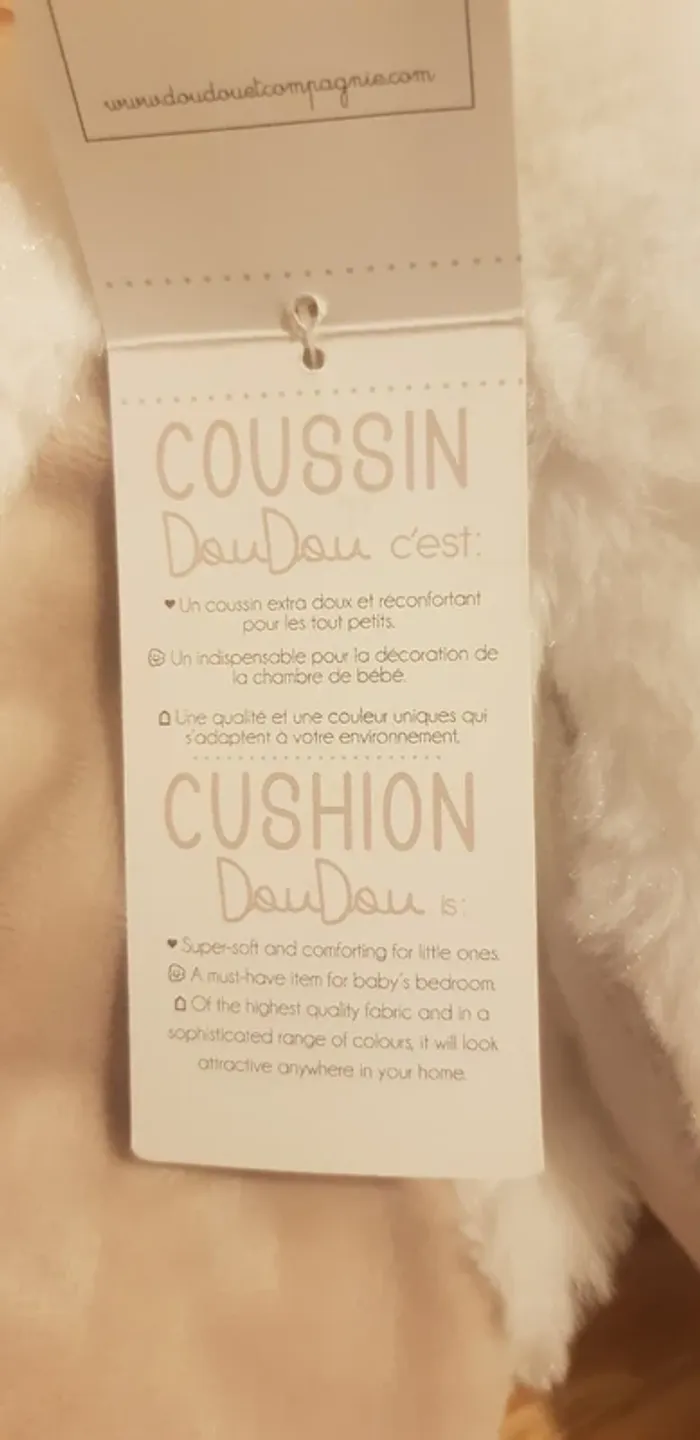 www.doudouetcompagnie.com
COUSSIN
DouDou c'est:
♥ Un coussin extra doux et réconfortant
pour les tout petits.
Un indispensable pour la décoration de
la chambre de bébé.
Une qualité et une couleur uniques qui
s'adaptent à votre environnement.
CUSHION
DouDou is:
♥ Super-soft and comforting for little ones.
A must-have item for baby's bedroom.
Of the highest quality fabric and in a
sophisticated range of colours, it will look
attractive anywhere in your home.